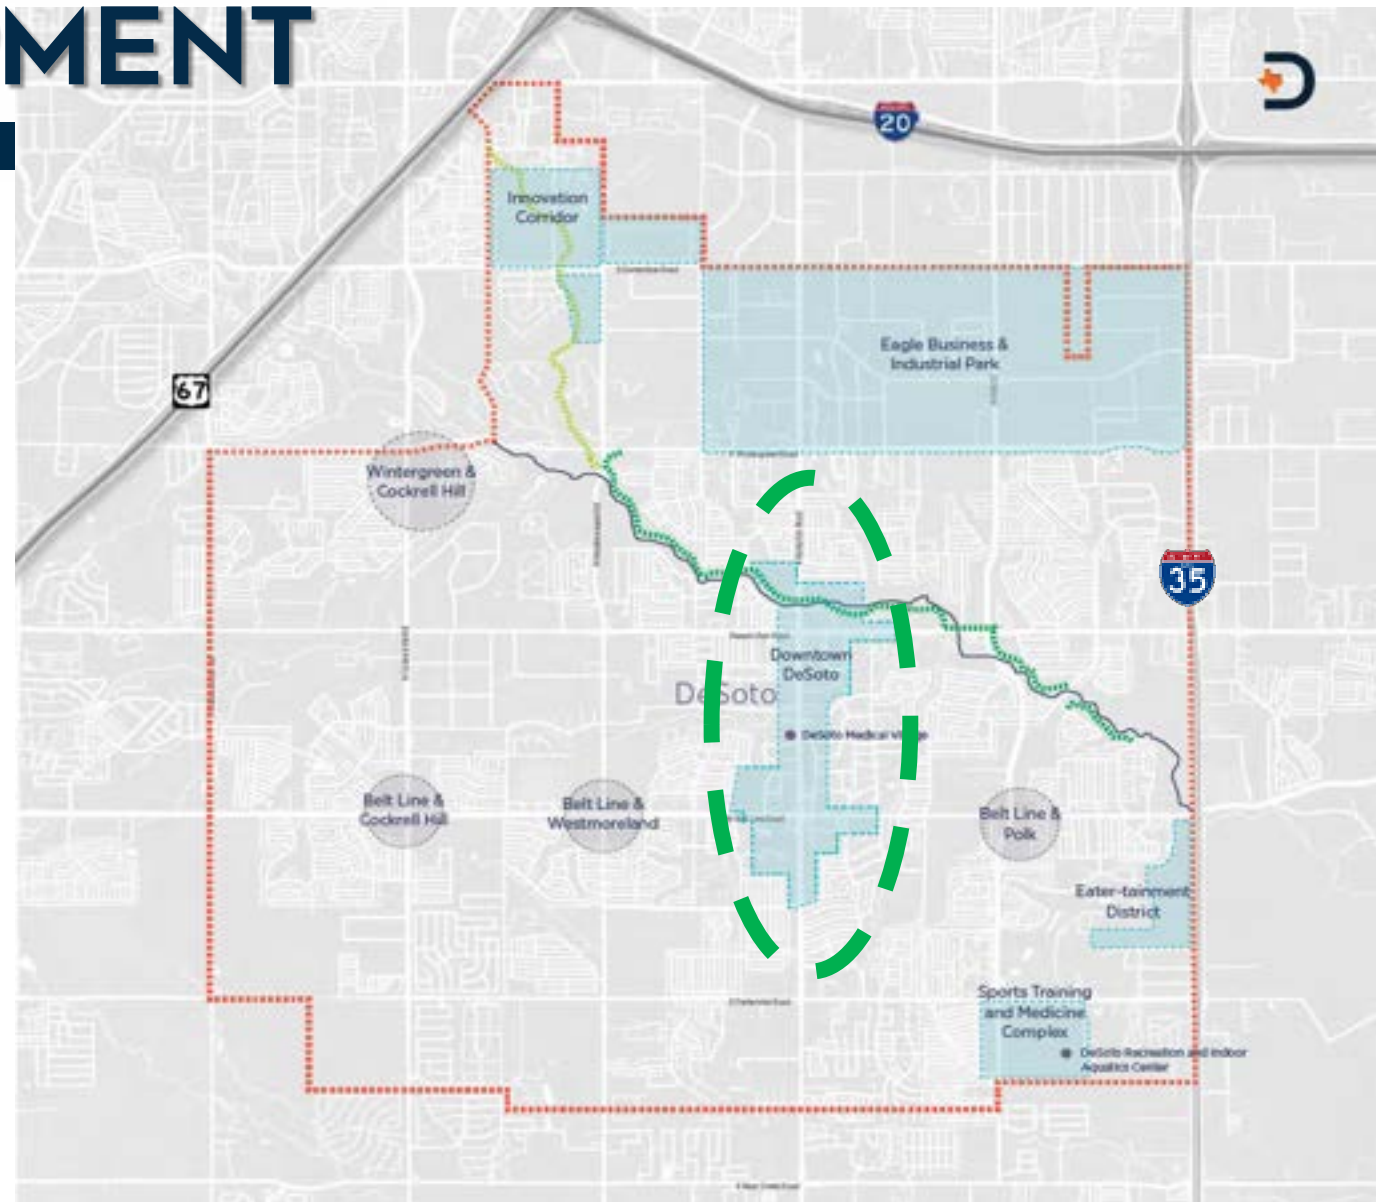 MENT
20
Innovation
Corridor
Eagle Business &
Industrial Park
67
Wintergreen &
Cockrell Hill
35
Downtown
DeSoto
DeSoto
DeSoto Medical Village
Belt Line &
Cockrell Hill
Belt Line &
Westmoreland
Belt Line &
Polk
Eater-tainment
District
Sports Training
and Medicine
Complex
DeSoto Recreation and Indoor
Aquatics Center